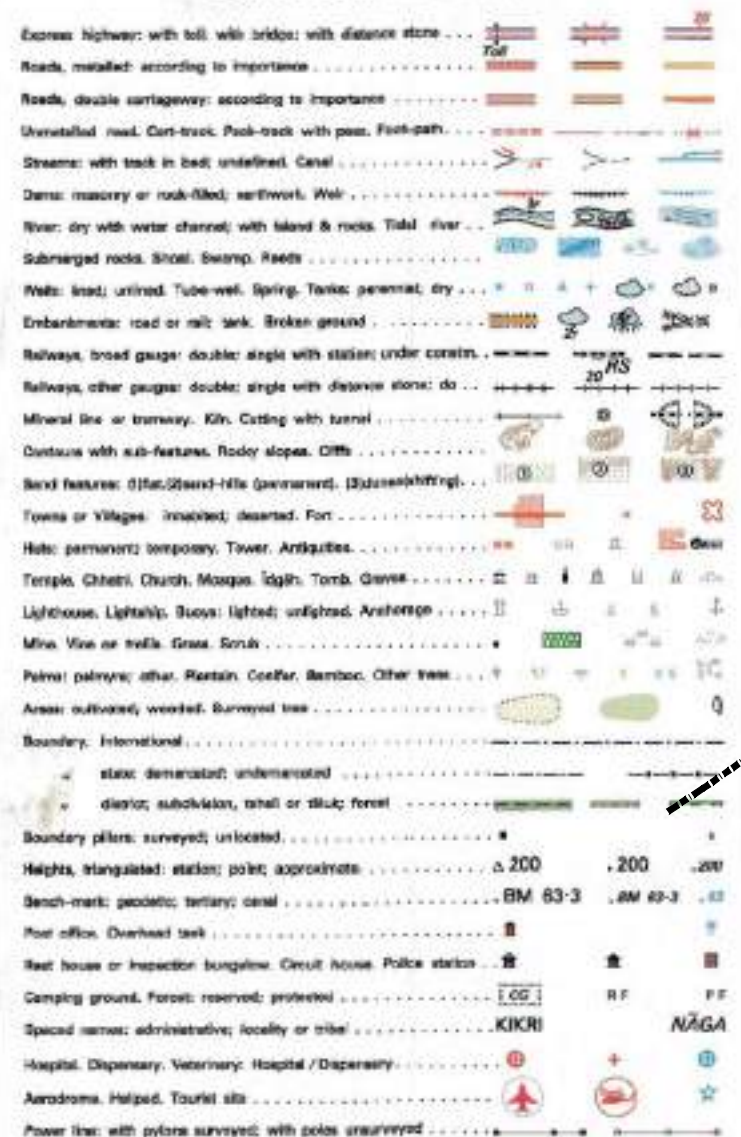 Express highway: with toll; with bridge; with distance stone
Toll
Roads, metalled: according to importance
Roads, double carriageway: according to importance
Unmetalled road. Cart-track. Pack-track with pass. Foot-path
Streams: with track in bed; undefined. Canal
Dams: masonry or rock-filled; earthwork. Weir
River: dry with water channel; with island & rocks. Tidal river
Submerged rocks. Shoal. Swamp. Reeds
Wells: lined; unlined. Tube-well. Spring. Tanks: perennial; dry
Embankments: road or rail; tank. Broken ground
Railways, broad gauge: double; single with station; under constrn.
RS
Railways, other gauges: double; single with distance stone; do
20
Mineral line or tramway. Kiln. Cutting with tunnel
Contours with sub-features. Rocky slopes. Cliffs
Sand features: (1)flat.(2)sand-hills (permanent). (3)dunes(shifting).
Towns or Villages: inhabited; deserted. Fort
Huts: permanent; temporary. Tower. Antiquities
Temple. Chhatri. Church. Mosque. Īdgāh. Tomb. Graves
Lighthouse. Lightship. Buoys: lighted; unlighted. Anchorage
Mine. Vine on trellis. Grass. Scrub
Palms: palmyra; other. Plantain. Conifer. Bamboo. Other trees
Areas: cultivated; wooded. Surveyed tree
Boundary: international
state: demarcated; undemarcated
district; subdivision, tahsil or tāluk; forest
Boundary pillars: surveyed; unlocated
Heights, triangulated: station; point; approximate △ 200 .200 .200
Bench-mark: geodetic; tertiary; canal .BM 63·3 .BM 63·3 .63
Post office. Overhead tank
Rest house or inspection bungalow. Circuit house. Police station
Camping ground. Forest: reserved; protected CG RF PF
Spaced names: administrative; locality or tribal KIKRI NĀGA
Hospital. Dispensary. Veterinary: Hospital / Dispensary
Aerodrome. Helipad. Tourist site
Power line: with pylons surveyed; with poles unsurveyed